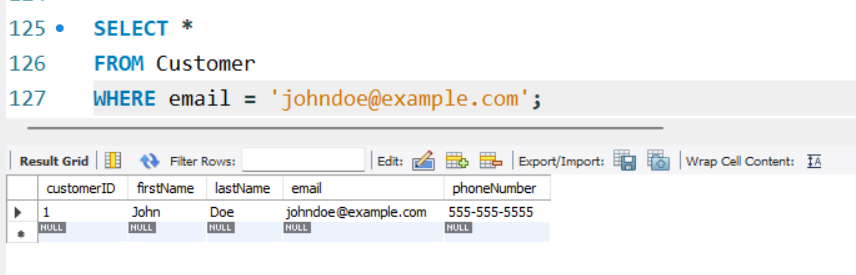 125 SELECT *
126 FROM Customer
127 WHERE email = 'johndoe@example.com';
Result Grid Filter Rows: Edit: Export/Import: Wrap Cell Content: IA
customerID firstName lastName email phoneNumber
1 John Doe johndoe@example.com 555-555-5555
NULL NULL NULL NULL NULL